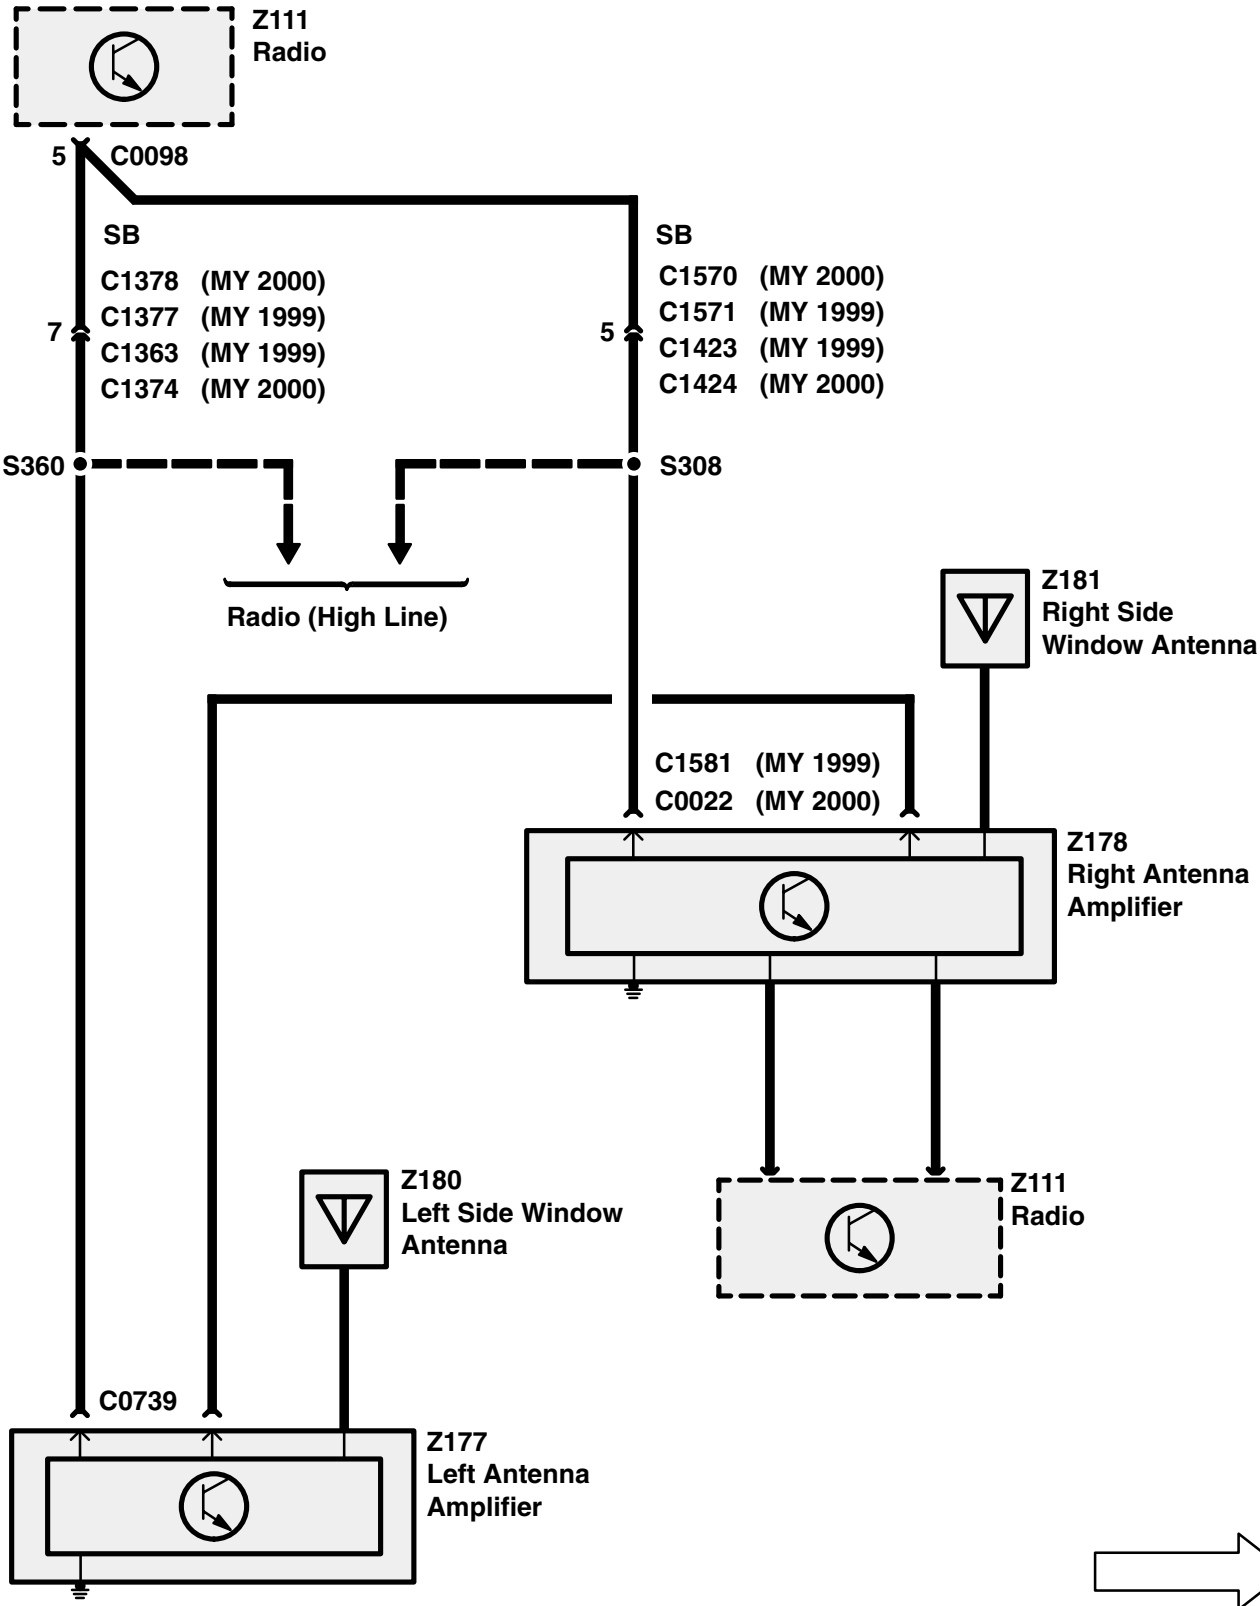 Z111
Radio
5 C0098
SB
C1378 (MY 2000)
7 C1377 (MY 1999)
C1363 (MY 1999)
C1374 (MY 2000)
SB
C1570 (MY 2000)
5 C1571 (MY 1999)
C1423 (MY 1999)
C1424 (MY 2000)
S360
S308
Radio (High Line)
Z181
Right Side
Window Antenna
C1581 (MY 1999)
C0022 (MY 2000)
Z178
Right Antenna
Amplifier
Z180
Left Side Window
Antenna
Z111
Radio
C0739
Z177
Left Antenna
Amplifier